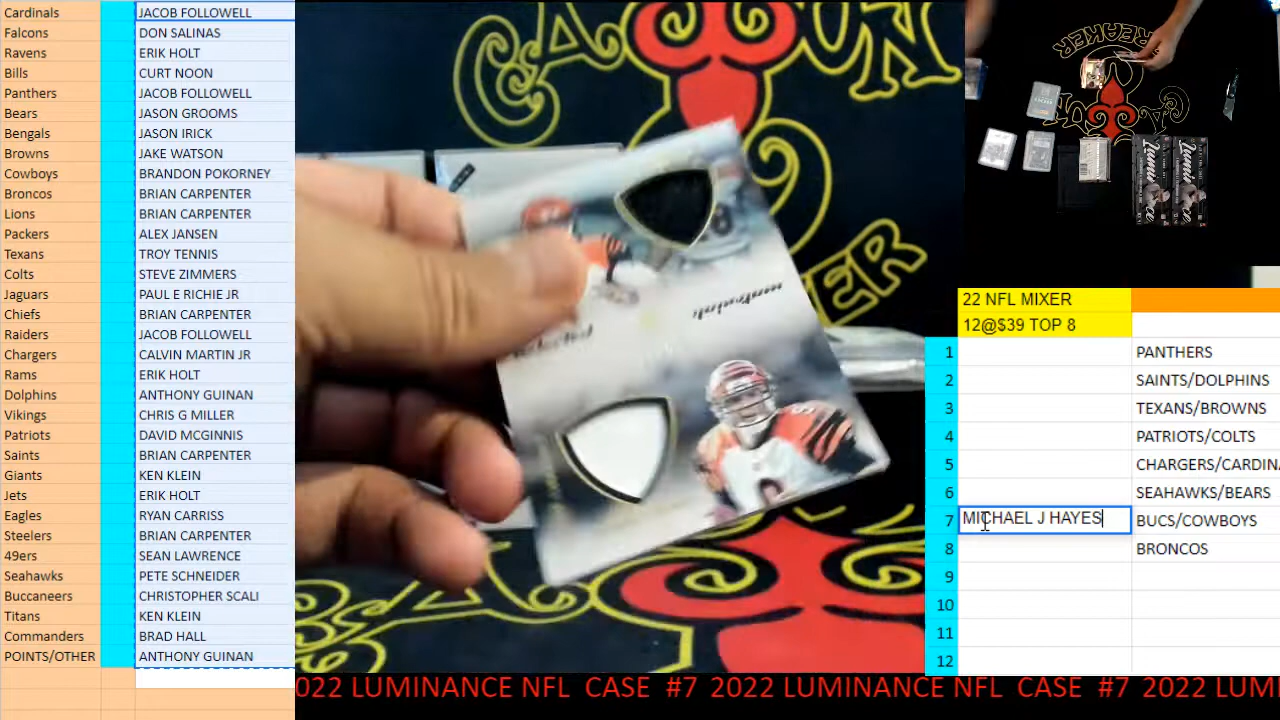 Cardinals JACOB FOLLOWELL
Falcons DON SALINAS
Ravens ERIK HOLT
Bills CURT NOON
Panthers JACOB FOLLOWELL
Bears JASON GROOMS
Bengals JASON IRICK
Browns JAKE WATSON
Cowboys BRANDON POKORNEY
Broncos BRIAN CARPENTER
Lions BRIAN CARPENTER
Packers ALEX JANSEN
Texans TROY TENNIS
Colts STEVE ZIMMERS
Jaguars PAUL E RICHIE JR
Chiefs BRIAN CARPENTER
Raiders JACOB FOLLOWELL
Chargers CALVIN MARTIN JR
Rams ERIK HOLT
Dolphins ANTHONY GUINAN
Vikings CHRIS G MILLER
Patriots DAVID MCGINNIS
Saints BRIAN CARPENTER
Giants KEN KLEIN
Jets ERIK HOLT
Eagles RYAN CARRISS
Steelers BRIAN CARPENTER
49ers SEAN LAWRENCE
Seahawks PETE SCHNEIDER
Buccaneers CHRISTOPHER SCALI
Titans KEN KLEIN
Commanders BRAD HALL
POINTS/OTHER ANTHONY GUINAN
REAKER
22 NFL MIXER
12@$39 TOP 8
1 PANTHERS
2 SAINTS/DOLPHINS
3 TEXANS/BROWNS
4 PATRIOTS/COLTS
5 CHARGERS/CARDINA
6 SEAHAWKS/BEARS
7 MICHAEL J HAYES BUCS/COWBOYS
8 BRONCOS
9
10
11
12
022 LUMINANCE NFL CASE #7 2022 LUMINANCE NFL CASE #7 2022 LUMI